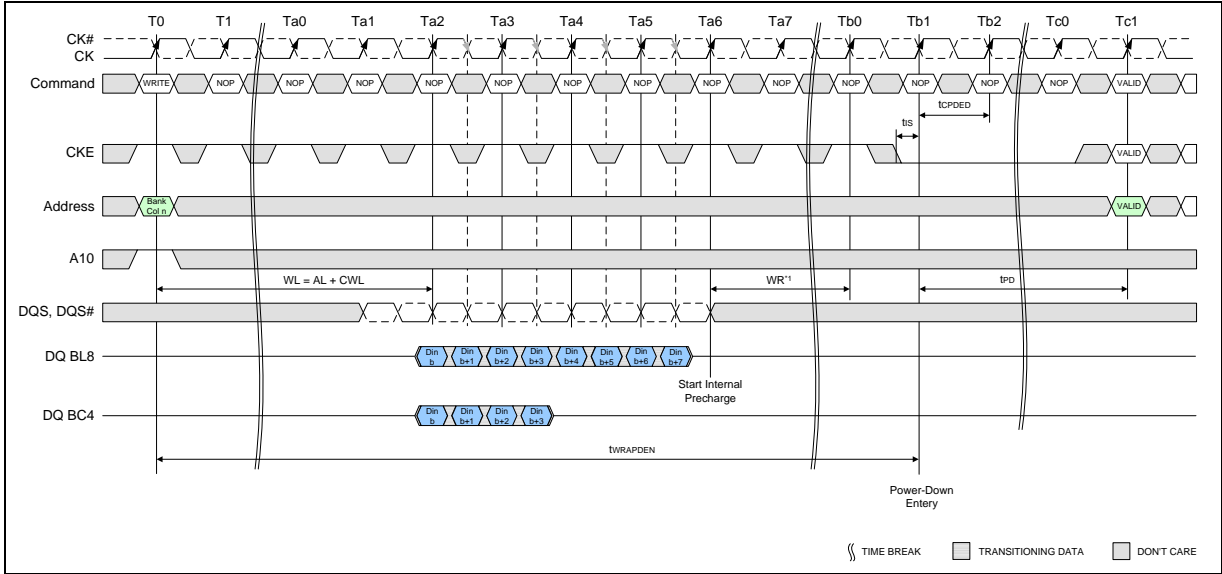 T0 T1 Ta0 Ta1 Ta2 Ta3 Ta4 Ta5 Ta6 Ta7 Tb0 Tb1 Tb2 Tc0 Tc1
CK#
CK
Command WRITE NOP NOP NOP NOP NOP NOP NOP NOP NOP NOP NOP NOP NOP VALID
tCPDED
tIS
CKE VALID
Address Bank Col n VALID
A10
WL = AL + CWL WR*1 tPD
DQS, DQS#
DQ BL8 Din b Din b+1 Din b+2 Din b+3 Din b+4 Din b+5 Din b+6 Din b+7
Start Internal
Precharge
DQ BC4 Din b Din b+1 Din b+2 Din b+3
tWRAPDEN
Power-Down
Entery
TIME BREAK TRANSITIONING DATA DON'T CARE